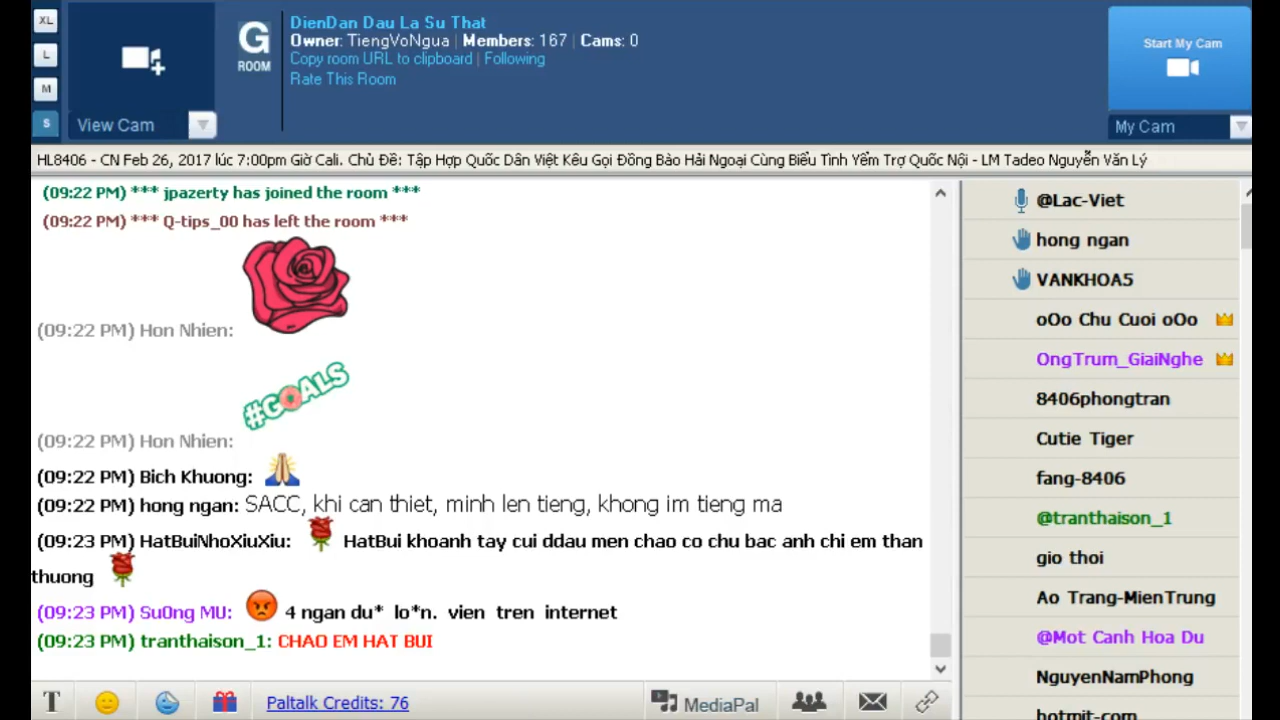 XL
L
M
S
View Cam
G
ROOM
DienDan Dau La Su That
Owner: TiengVoNgua | Members: 167 | Cams: 0
Copy room URL to clipboard | Following
Rate This Room
Start My Cam
My Cam
HL8406 - CN Feb 26, 2017 lúc 7:00pm Giờ Cali. Chủ Đề: Tập Hợp Quốc Dân Việt Kêu Gọi Đồng Bào Hải Ngoại Cùng Biểu Tình Yểm Trợ Quốc Nội - LM Tadeo Nguyễn Văn Lý
(09:22 PM) *** jpazerty has joined the room ***
(09:22 PM) *** Q-tips_00 has left the room ***
(09:22 PM) Hon Nhien:
#GOALS
(09:22 PM) Hon Nhien:
(09:22 PM) Bich Khuong:
(09:22 PM) hong ngan: SACC, khi can thiet, minh len tieng, khong im tieng ma
(09:23 PM) HatBuiNhoXiuXiu: HatBui khoanh tay cui ddau men chao co chu bac anh chi em than
thuong
(09:23 PM) Su0ng MU: 4 ngan du* lo*n. vien tren internet
(09:23 PM) tranthaison_1: CHAO EM HAT BUI
@Lac-Viet
hong ngan
VANKHOA5
oOo Chu Cuoi oOo
OngTrum_GiaiNghe
8406phongtran
Cutie Tiger
fang-8406
@tranthaison_1
gio thoi
Ao Trang-MienTrung
@Mot Canh Hoa Du
NguyenNamPhong
hotmit-com
T
Paltalk Credits: 76
MediaPal